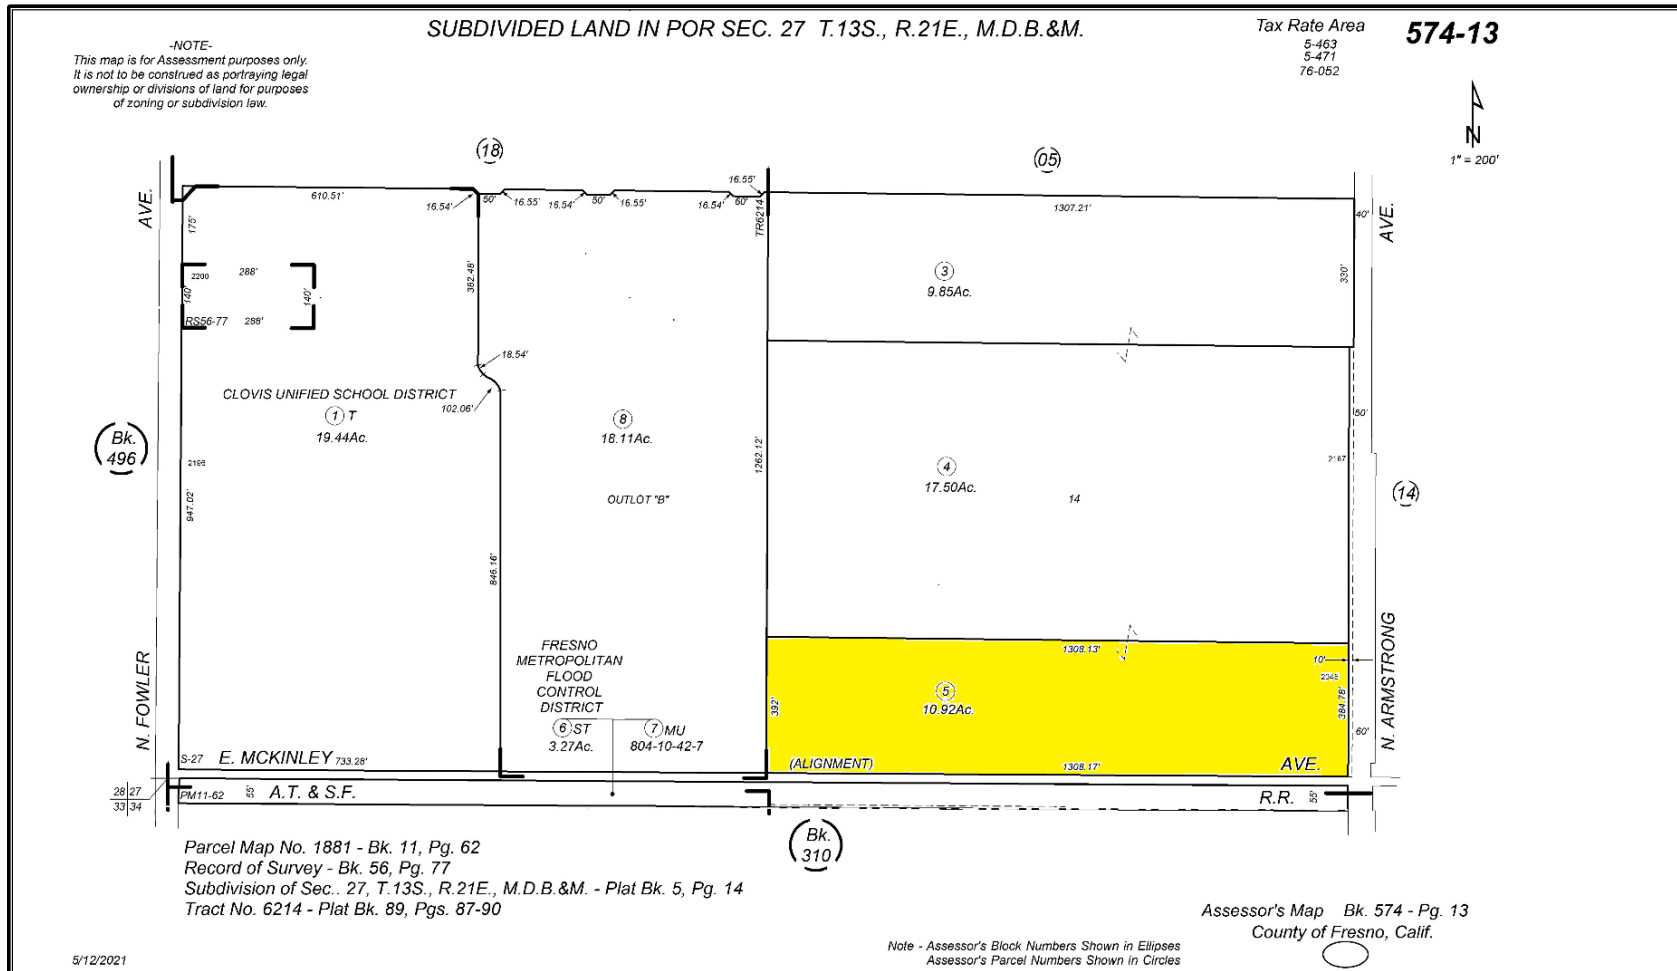 SUBDIVIDED LAND IN POR SEC. 27 T.13S., R.21E., M.D.B.&M.
Tax Rate Area
5-463
5-471
76-052
574-13
-NOTE-
This map is for Assessment purposes only.
It is not to be construed as portraying legal
ownership or divisions of land for purposes
of zoning or subdivision law.
N
1" = 200'
(18)
(05)
AVE.
610.51'
16.54'
50'
16.55'
16.54'
50'
16.55'
16.54'
60'
16.55'
TR6214
1307.21'
40'
AVE.
175'
2200
288'
140'
140'
RS56-77
288'
382.48'
3
9.85Ac.
330'
18.54'
CLOVIS UNIFIED SCHOOL DISTRICT
102.06'
1 T
19.44Ac.
8
18.11Ac.
50'
Bk.
496
2196
947.02'
1262.12'
4
17.50Ac.
14
2187
(14)
OUTLOT "B"
846.16'
FRESNO
METROPOLITAN
FLOOD
CONTROL
DISTRICT
6 ST
3.27Ac.
7 MU
804-10-42-7
1308.13'
10'
2045
5
10.92Ac.
392'
384.78'
60'
N. FOWLER
N. ARMSTRONG
S-27
E. MCKINLEY
733.28'
(ALIGNMENT)
1308.17'
AVE.
28 27
33 34
PM11-62
55'
A.T. & S.F.
R.R.
55'
Bk.
310
Parcel Map No. 1881 - Bk. 11, Pg. 62
Record of Survey - Bk. 56, Pg. 77
Subdivision of Sec.. 27, T.13S., R.21E., M.D.B.&M. - Plat Bk. 5, Pg. 14
Tract No. 6214 - Plat Bk. 89, Pgs. 87-90
Assessor's Map Bk. 574 - Pg. 13
County of Fresno, Calif.
Note - Assessor's Block Numbers Shown in Ellipses
Assessor's Parcel Numbers Shown in Circles
5/12/2021